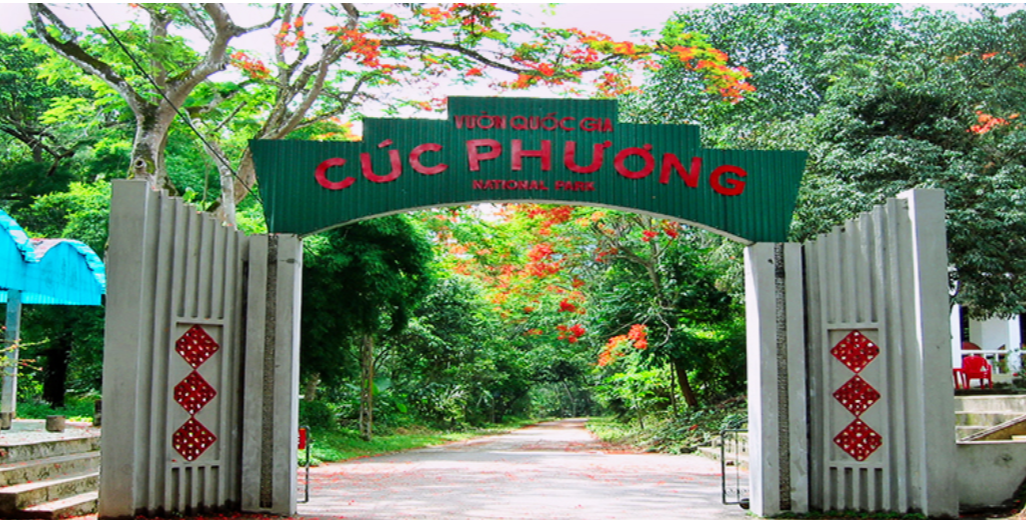 VƯỜN QUỐC GIA
CÚC PHƯƠNG
NATIONAL PARK